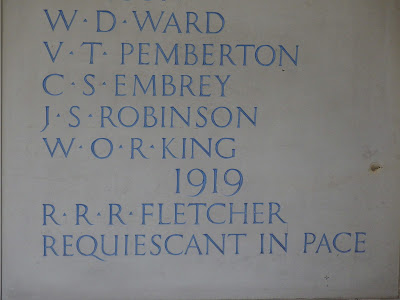 W·D·WARD
V·T·PEMBERTON
C·S·EMBREY
J·S·ROBINSON
W·O·R·KING
1919
R·R·R·FLETCHER
REQUIESCANT IN PACE